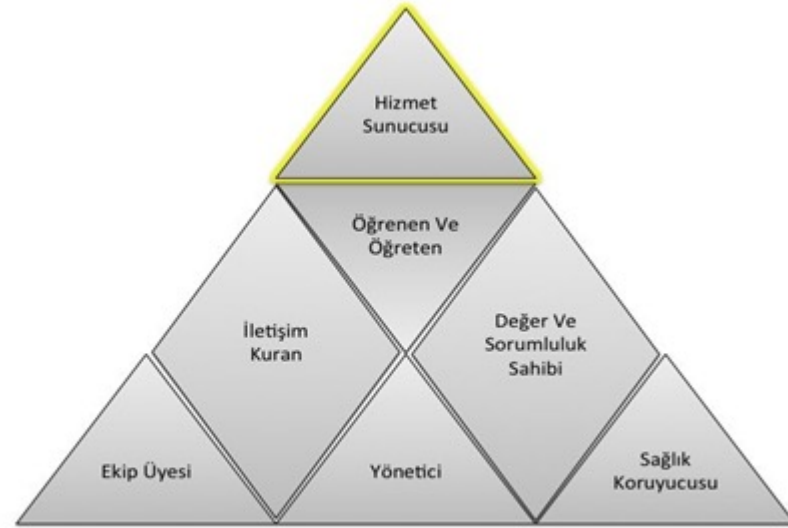 Hizmet
Sunucusu
Öğrenen Ve
Öğreten
İletişim
Kuran
Değer Ve
Sorumluluk
Sahibi
Ekip Üyesi
Yönetici
Sağlık
Koruyucusu